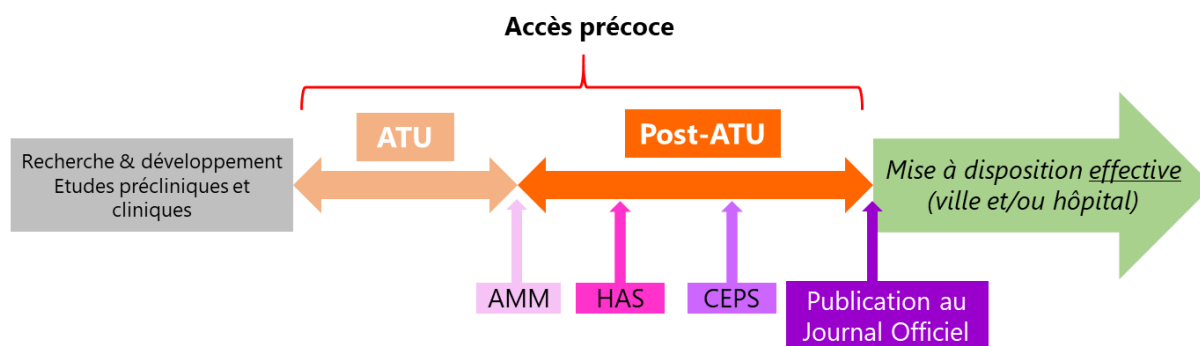 Accès précoce
ATU
Post-ATU
Recherche & développement
Etudes précliniques et
cliniques
Mise à disposition effective
(ville et/ou hôpital)
AMM
HAS
CEPS
Publication au
Journal Officiel